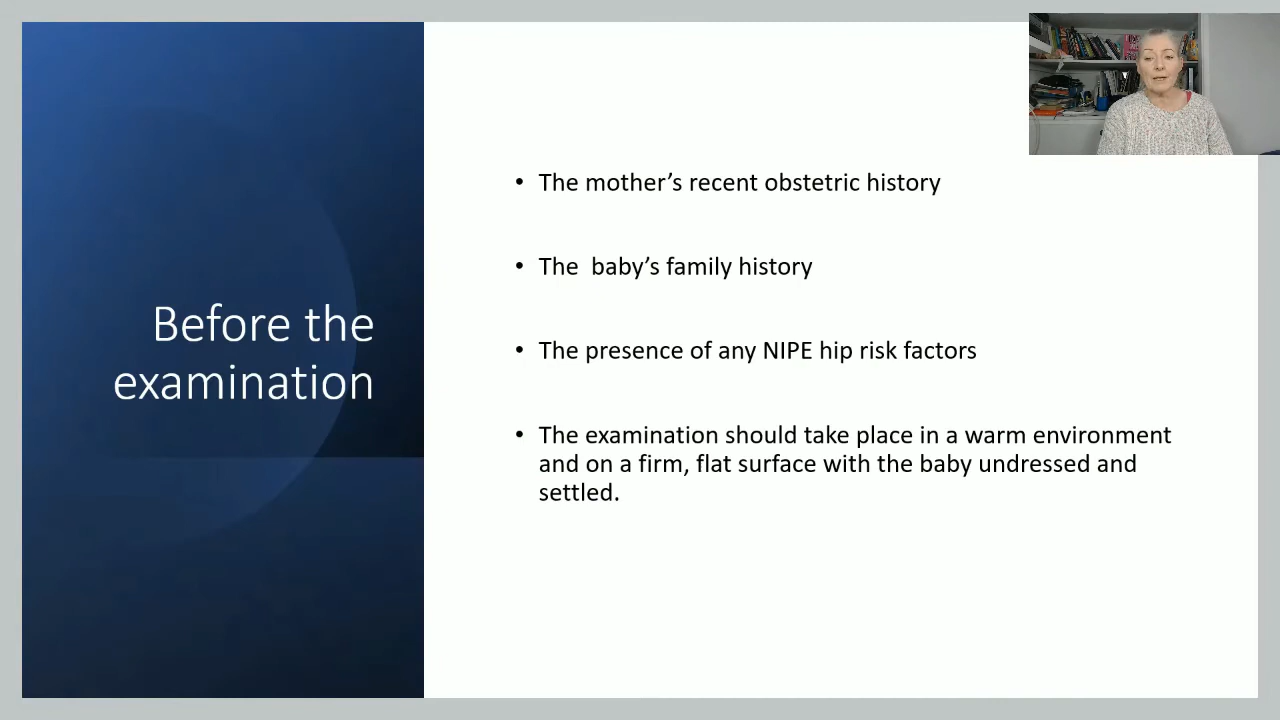 Before the
examination
• The mother’s recent obstetric history
• The  baby’s family history
• The presence of any NIPE hip risk factors
• The examination should take place in a warm environment
and on a firm, flat surface with the baby undressed and
settled.